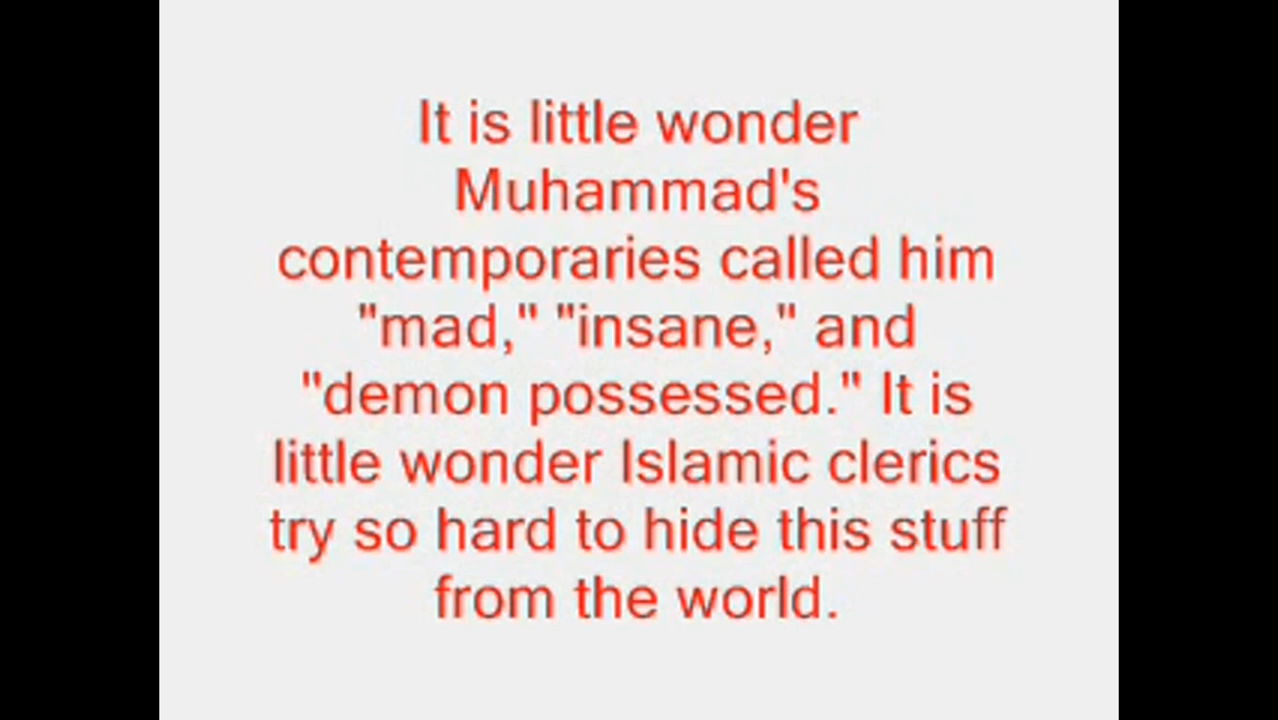 It is little wonder
Muhammad's
contemporaries called him
"mad," "insane," and
"demon possessed." It is
little wonder Islamic clerics
try so hard to hide this stuff
from the world.